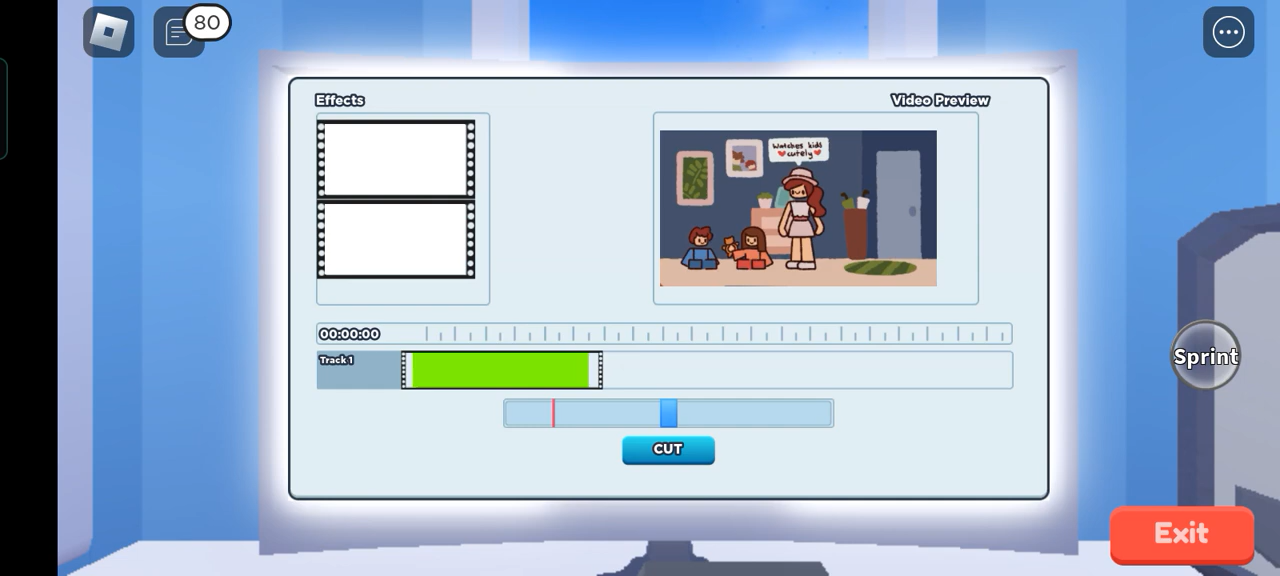 80
Effects
Video Preview
Watches kids
cutely
00:00:00
Track 1
CUT
Sprint
Exit